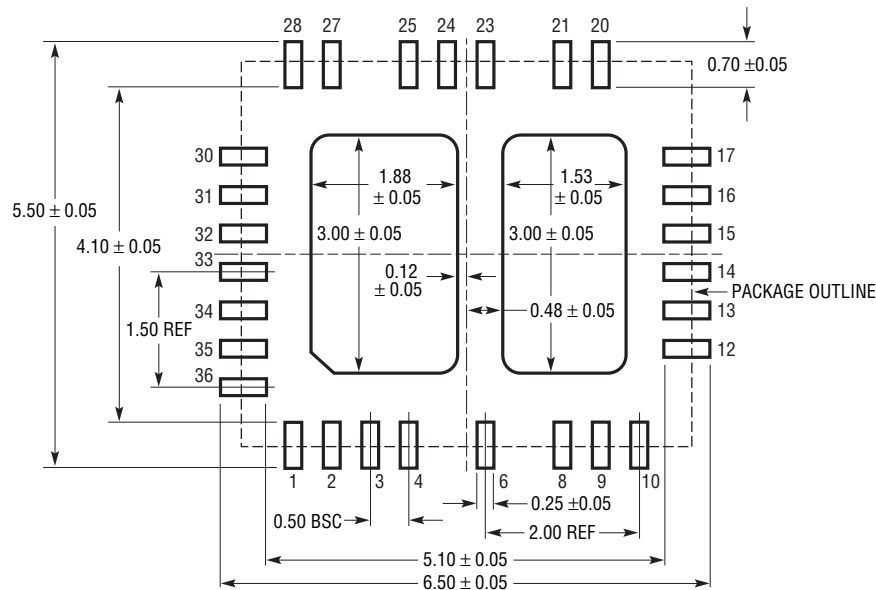 28 27 25 24 23 21 20
0.70 ±0.05
30
31
32
33
34
35
36
17
16
15
14
13
12
5.50 ± 0.05
4.10 ± 0.05
1.50 REF
1.88
± 0.05
3.00 ± 0.05
1.53
± 0.05
3.00 ± 0.05
0.12
± 0.05
0.48 ± 0.05
PACKAGE OUTLINE
1 2 3 4 6 8 9 10
0.25 ±0.05
0.50 BSC
2.00 REF
5.10 ± 0.05
6.50 ± 0.05